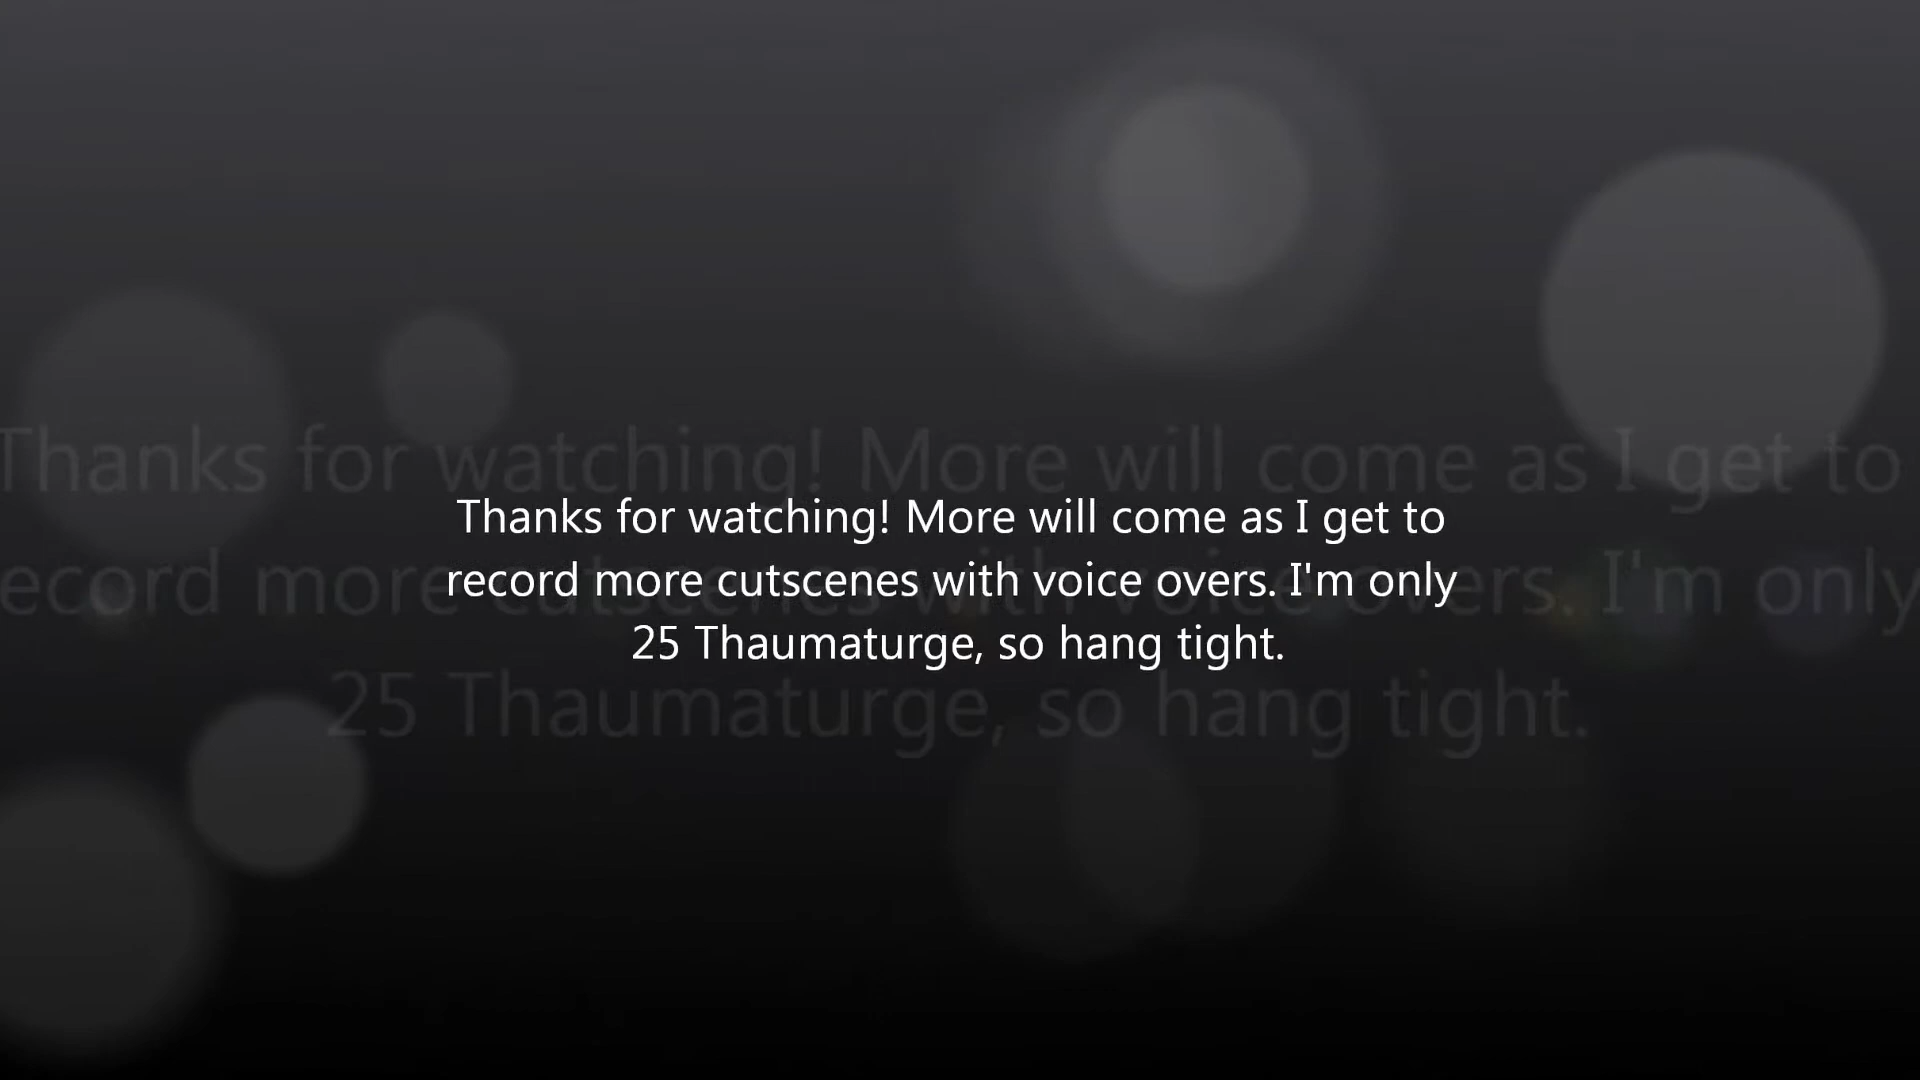 Thanks for watching! More will come as I get to
record more cutscenes with voice overs. I'm only
25 Thaumaturge, so hang tight.